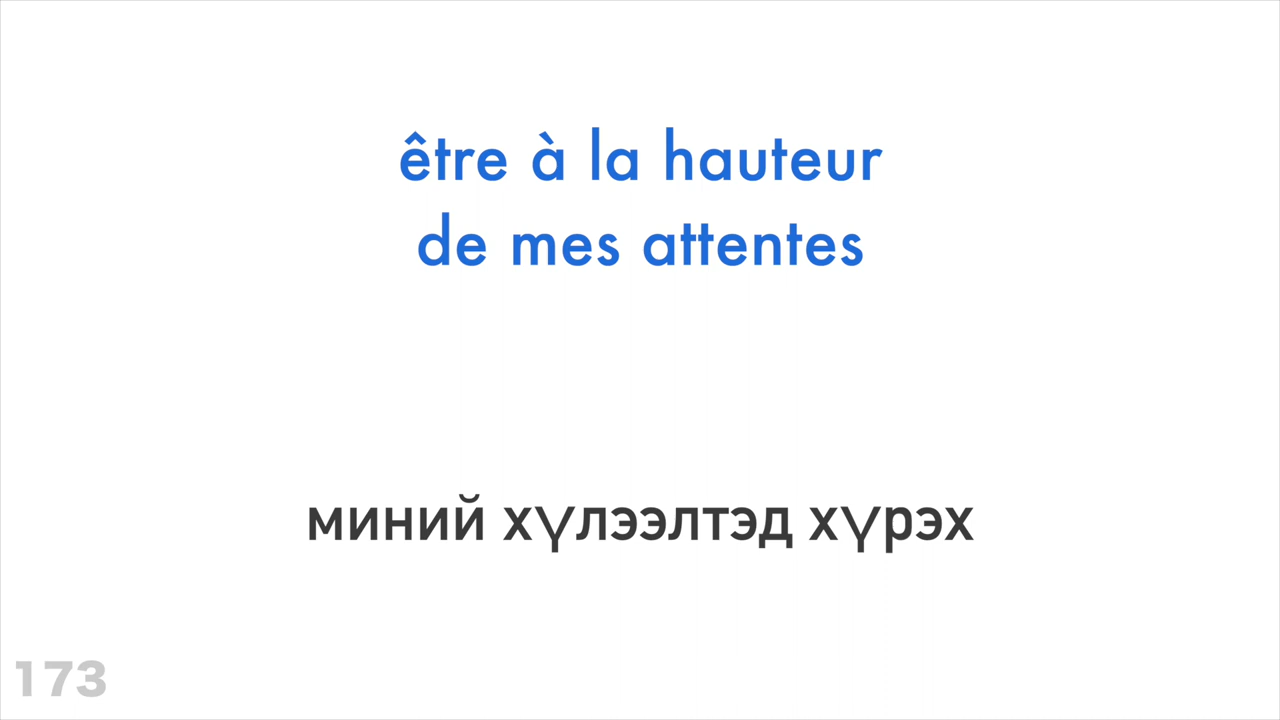 être à la hauteur
de mes attentes
миний хүлээлтэд хүрэх
173